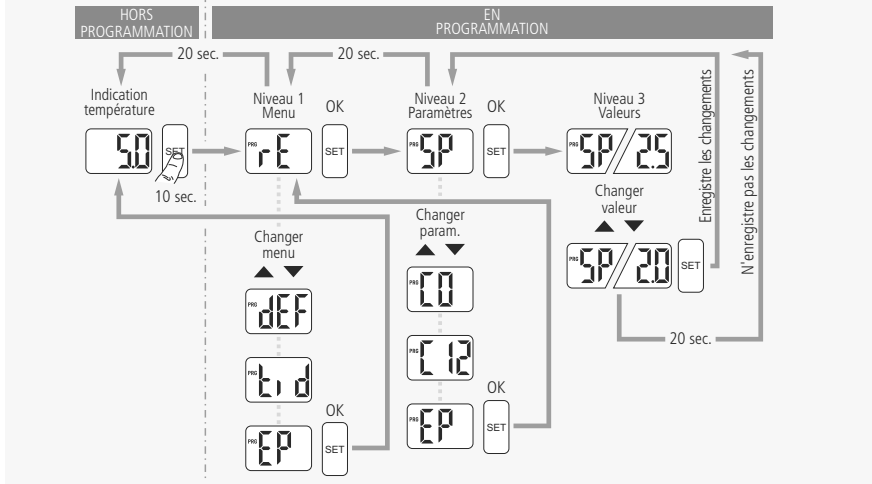 HORS
PROGRAMMATION
EN
PROGRAMMATION
20 sec.
20 sec.
Indication
température
Niveau 1
Menu
OK
Niveau 2
Paramètres
OK
Niveau 3
Valeurs
5.0
SET
PRG rE
SET
PRG SP
SET
PRG SP/2.5
10 sec.
Changer
menu
Changer
param.
Changer
valeur
PRG SP/2.0
SET
Enregistre les changements
N'enregistre pas les changements
PRG dEF
PRG C0
20 sec.
PRG tid
PRG C12
OK
OK
PRG EP
SET
PRG EP
SET